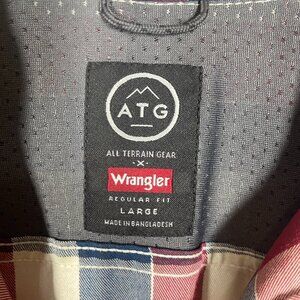 ATG
ALL TERRAIN GEAR
-X-
Wrangler
REGULAR FIT
LARGE
MADE IN BANGLADESH